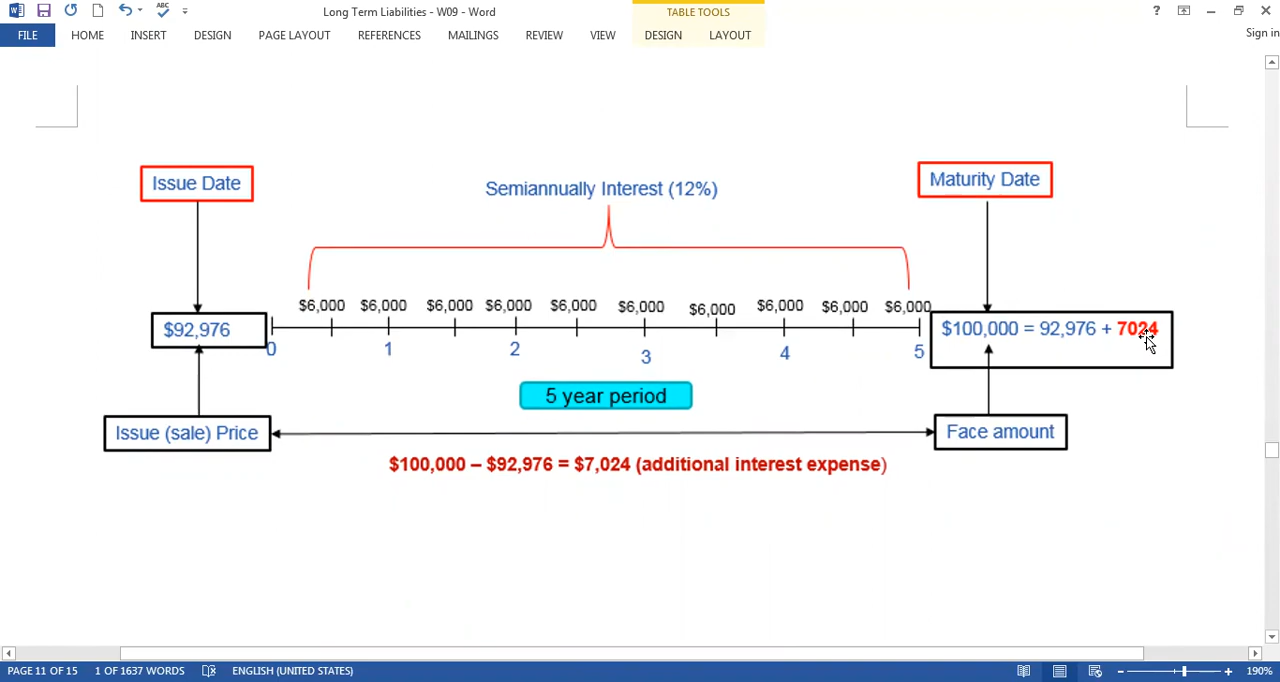 Long Term Liabilities - W09 - Word
TABLE TOOLS
FILE HOME INSERT DESIGN PAGE LAYOUT REFERENCES MAILINGS REVIEW VIEW DESIGN LAYOUT
Sign in
Issue Date
Semiannually Interest (12%)
Maturity Date
$6,000 $6,000 $6,000 $6,000 $6,000 $6,000 $6,000 $6,000 $6,000 $6,000
$92,976
$100,000 = 92,976 + 7024
0 1 2 3 4 5
5 year period
Issue (sale) Price
Face amount
$100,000 – $92,976 = $7,024 (additional interest expense)
PAGE 11 OF 15 1 OF 1637 WORDS ENGLISH (UNITED STATES) 190%